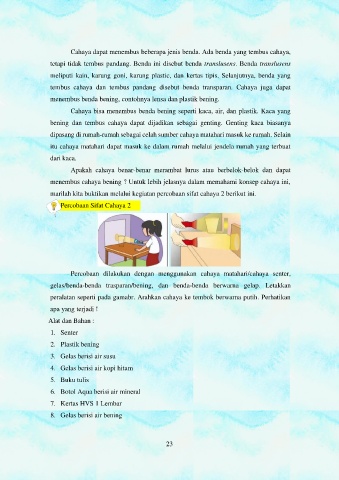 Cahaya dapat menembus beberapa jenis benda. Ada benda yang tembus cahaya,
tetapi tidak tembus pandang. Benda ini disebut benda translusens. Benda translusens
meliputi kain, karung goni, karung plastic, dan kertas tipis. Selanjutnya, benda yang
tembus cahaya dan tembus pandang disebut benda transparan. Cahaya juga dapat
menembus benda bening, contohnya lensa dan plastik bening.
Cahaya bisa menembus benda bening seperti kaca, air, dan plastik. Kaca yang
bening dan tembus cahaya dapat dijadikan sebagai genting. Genting kaca biasanya
dipasang di rumah-rumah sebagai celah sumber cahaya matahari masuk ke rumah. Selain
itu cahaya matahari dapat masuk ke dalam rumah melalui jendela rumah yang terbuat
dari kaca.
Apakah cahaya benar-benar merambat lurus atau berbelok-belok dan dapat
menembus cahaya bening ? Untuk lebih jelasnya dalam memahami konsep cahaya ini,
marilah kita buktikan melalui kegiatan percobaan sifat cahaya 2 berikut ini.
Percobaan Sifat Cahaya 2
Percobaan dilakukan dengan menggunakan cahaya matahari/cahaya senter,
gelas/benda-benda trasparan/bening, dan benda-benda berwarna gelap. Letakkan
peralatan seperti pada gamabr. Arahkan cahaya ke tembok berwarna putih. Perhatikan
apa yang terjadi !
Alat dan Bahan :
1. Senter
2. Plastik bening
3. Gelas berisi air susu
4. Gelas berisi air kopi hitam
5. Buku tulis
6. Botol Aqua berisi air mineral
7. Kertas HVS 1 Lembar
8. Gelas berisi air bening
23